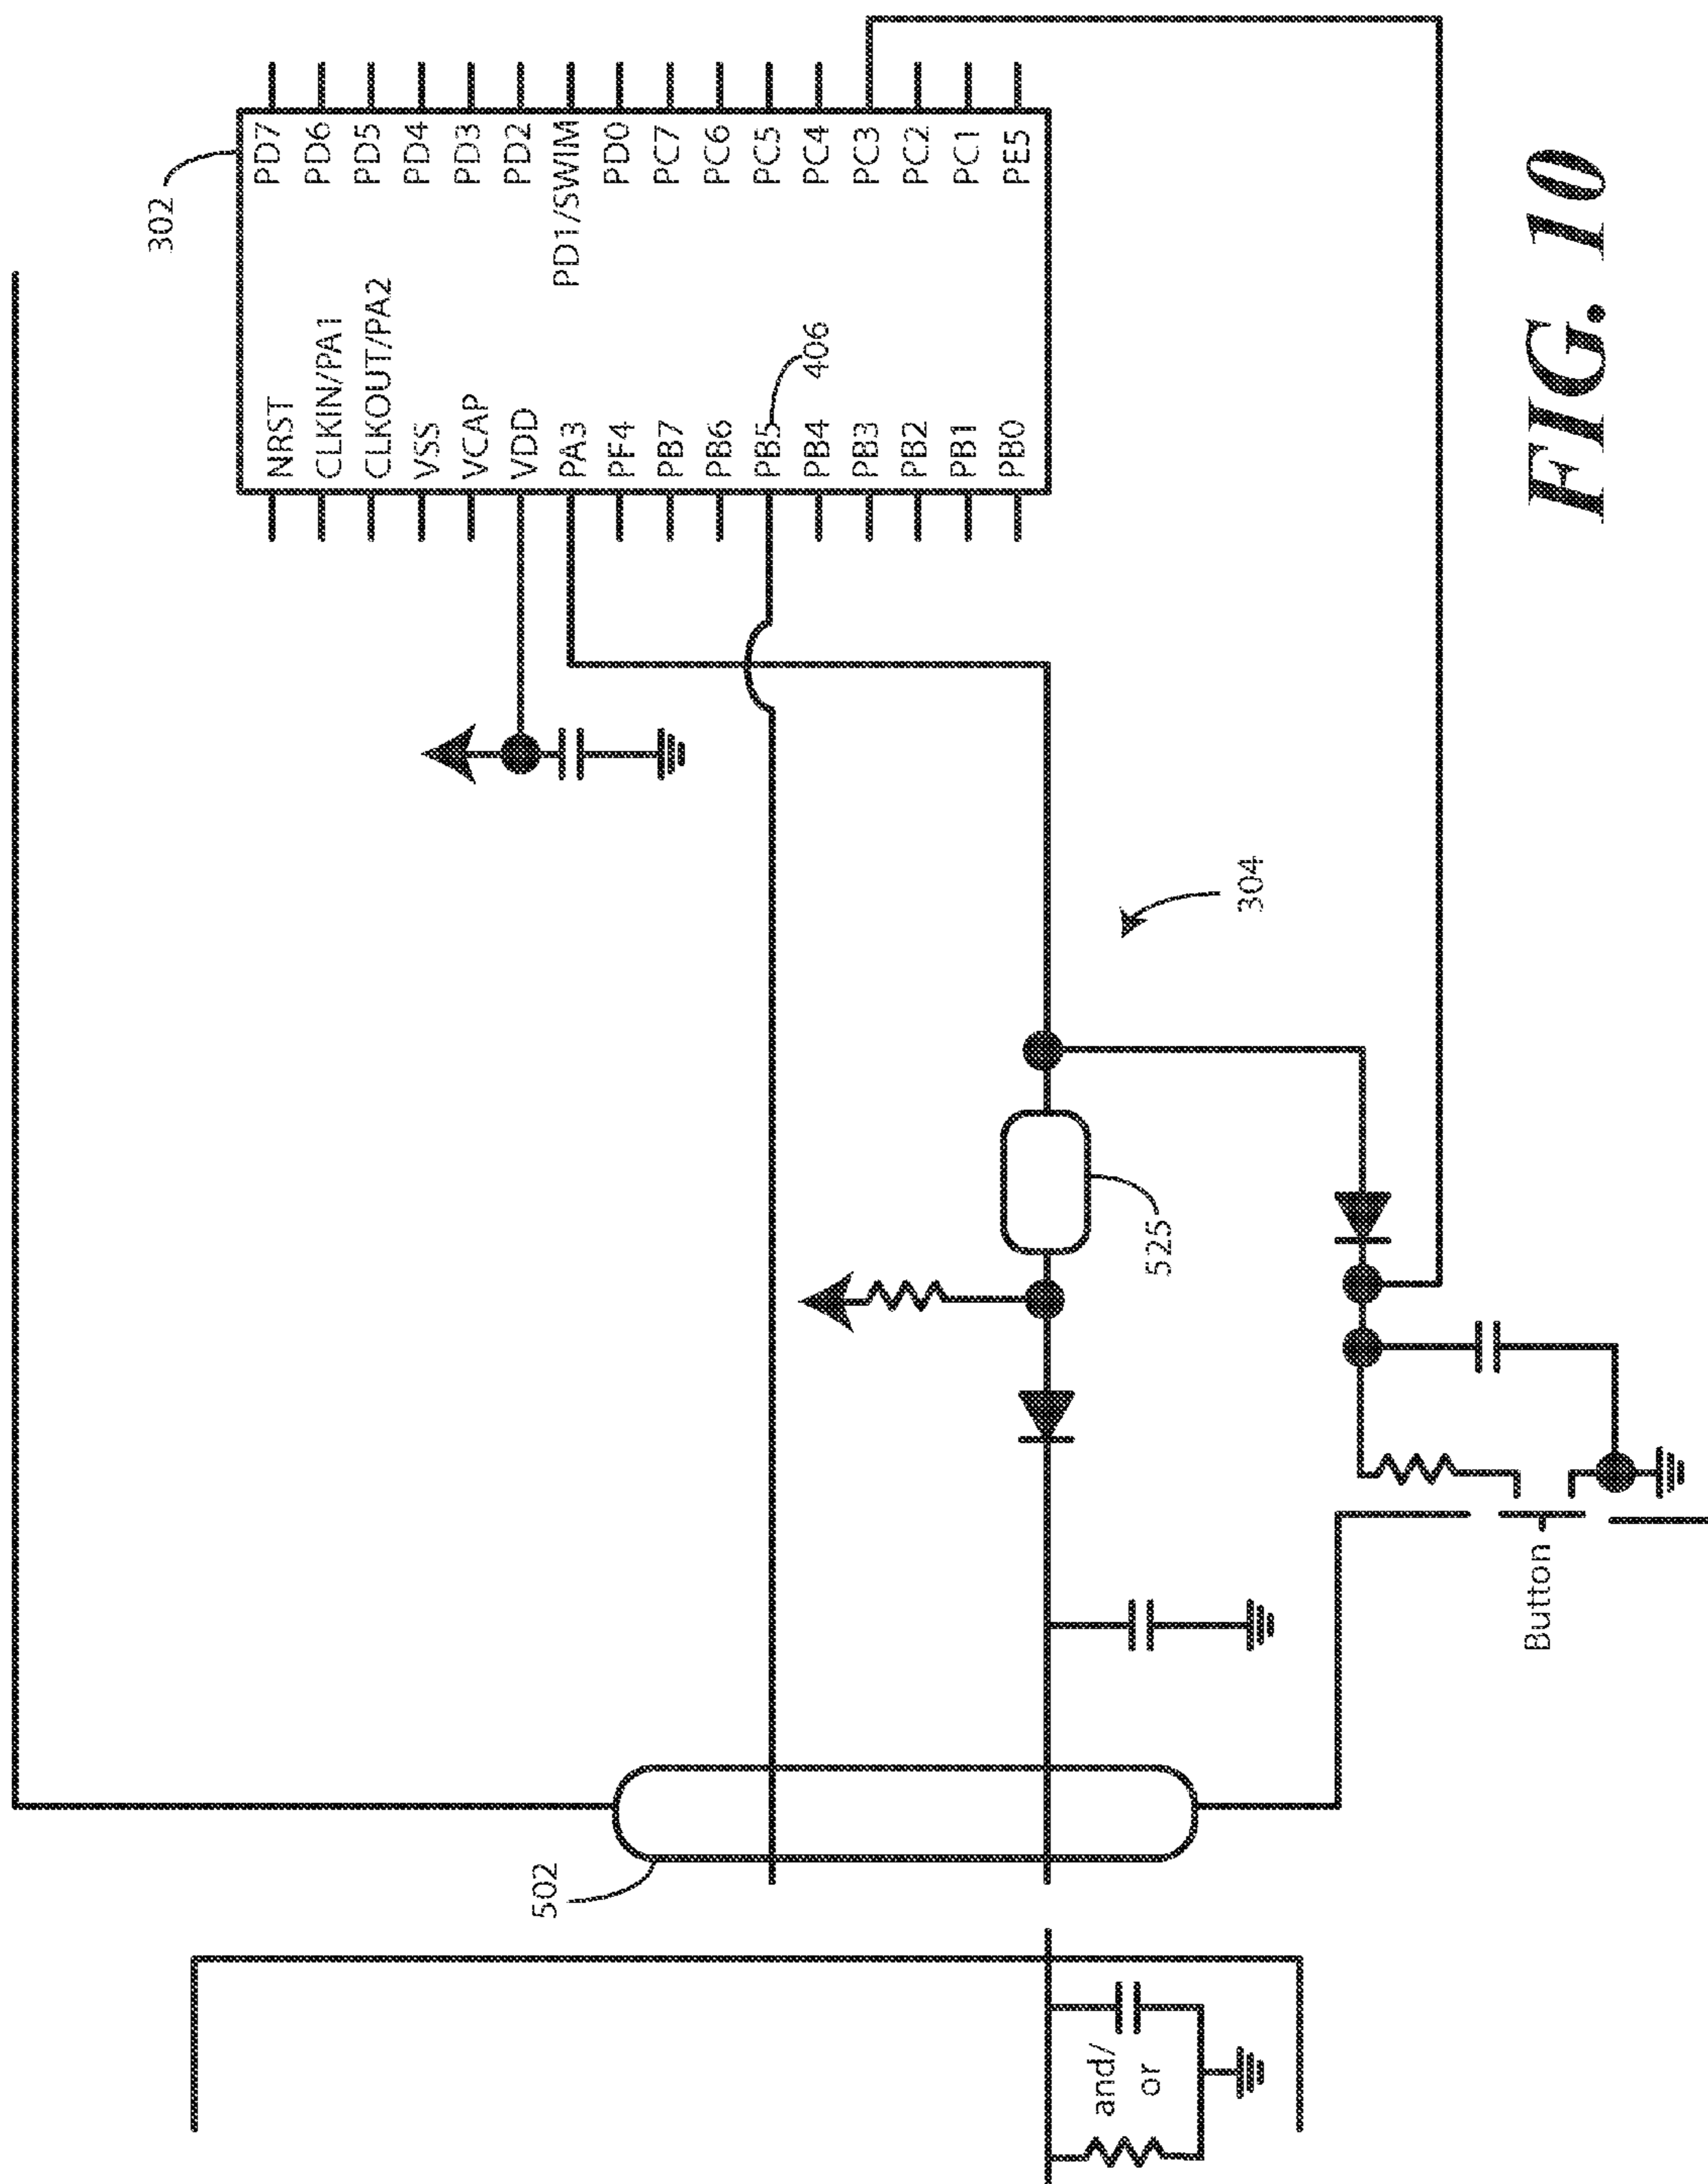 302
NRST
CLKIN/PA1
CLKOUT/PA2
VSS
VCAP
VDD
PA3
PF4
PB7
PB6
PB5
PB4
PB3
PB2
PB1
PB0
PD7
PD6
PD5
PD4
PD3
PD2
PD1/SWIM
PD0
PC7
PC6
PC5
PC4
PC3
PC2
PC1
PE5
406
502
304
525
and/
or
Button
FIG. 10